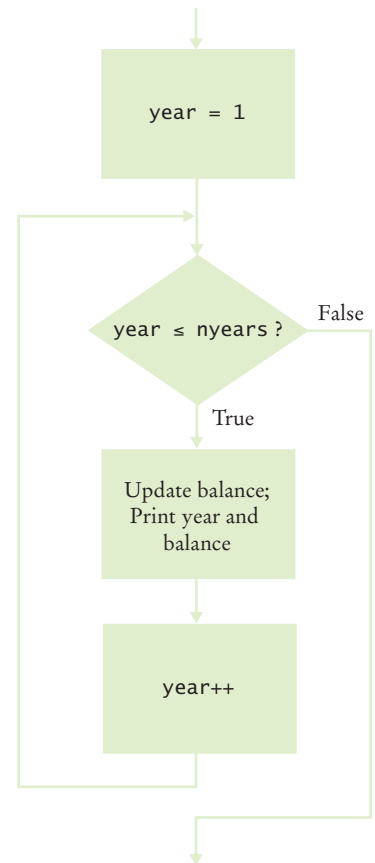 year = 1
year ≤ nyears ?
False
True
Update balance;
Print year and
balance
year++